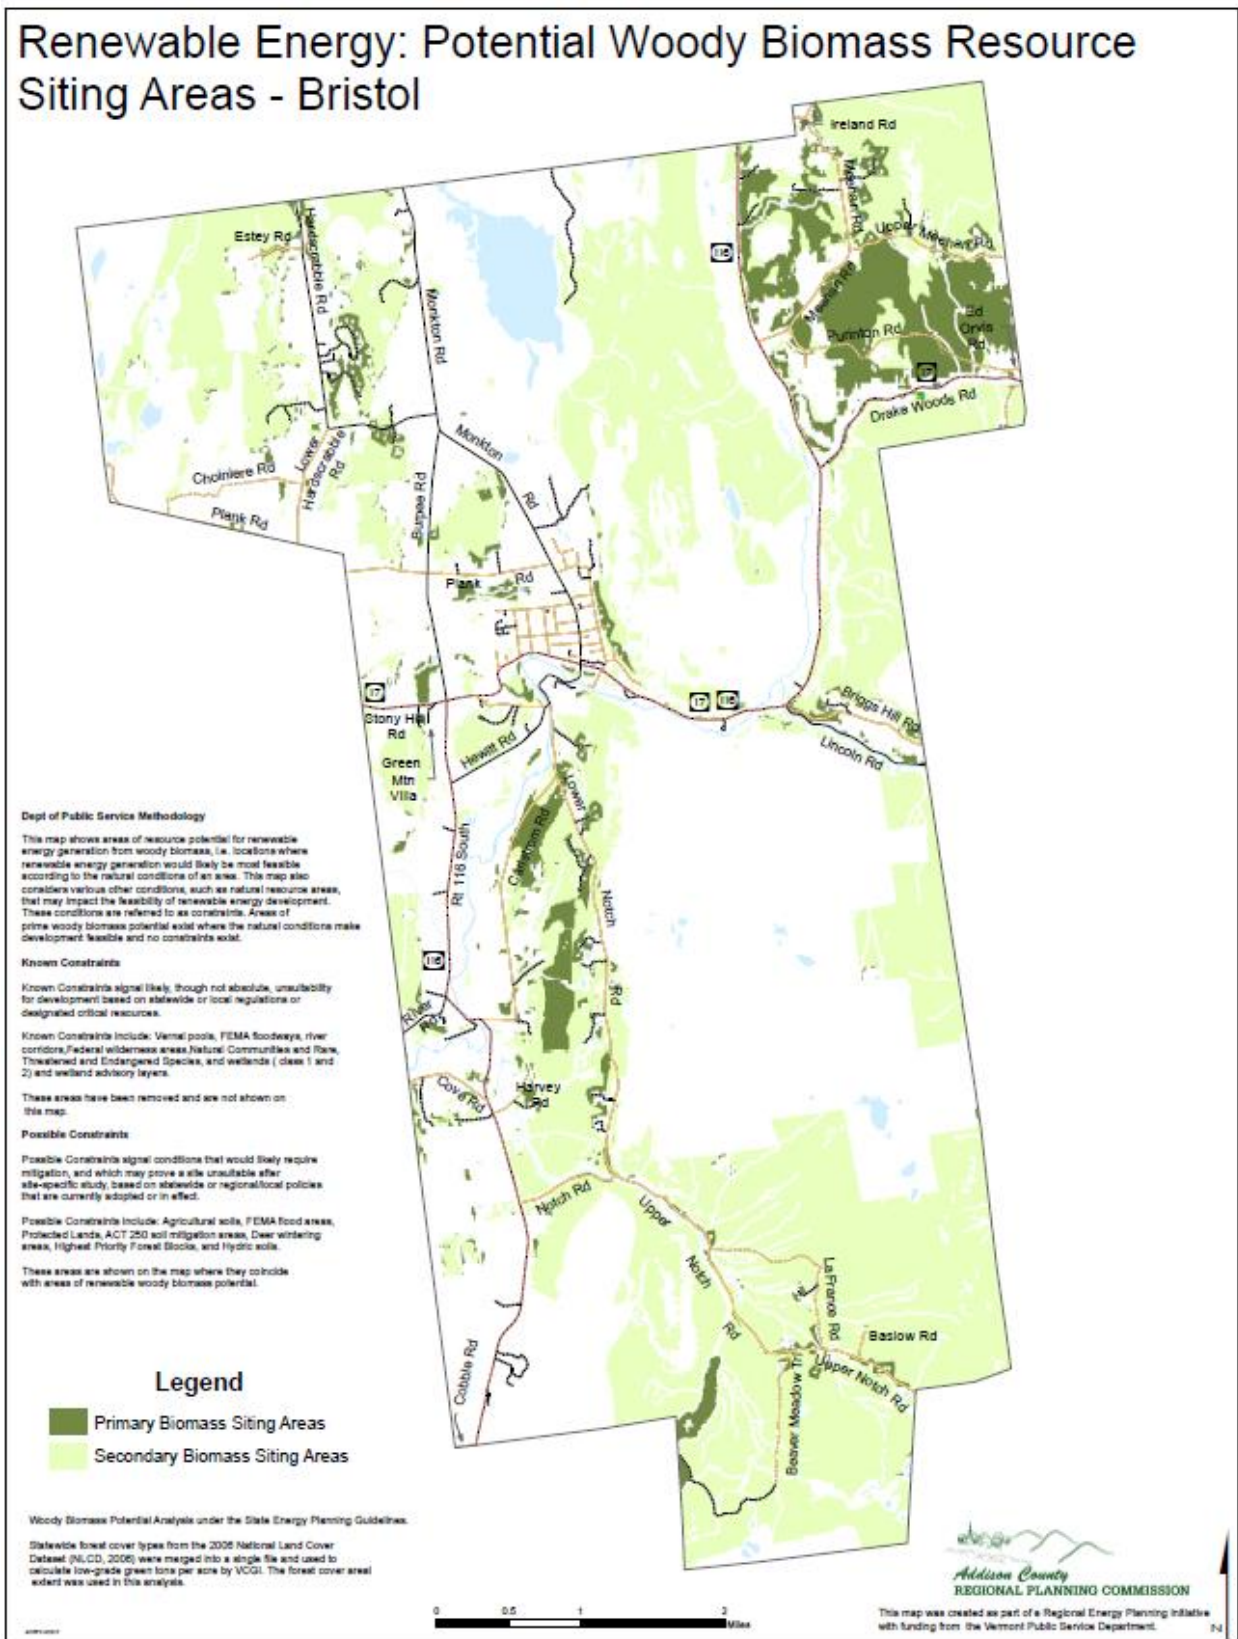 Renewable Energy: Potential Woody Biomass Resource
Siting Areas - Bristol
Ireland Rd
Meehan Rd
Estey Rd
Hardscrabble Rd
Upper Meehan Rd
116
Monkton Rd
Meehan Rd
Ed
Orvis
Rd
Purinton Rd
17
Drake Woods Rd
Monkton
Rd
Lower
Hardscrabble
Rd
Choiniere Rd
Burpee Rd
Plank Rd
Plank
Rd
17
17
116
Briggs Hill Rd
Stony Hill
Rd
Hewitt Rd
Lincoln Rd
Green
Mtn
Villa
Lower
Notch
Rd
Carlstrom Rd
Rt 116 South
116
River
Rd
Cove Rd
Harvey
Rd
Notch Rd
Upper
Notch
Rd
LaFrance Rd
Baslow Rd
Upper Notch Rd
Cobble Rd
Beaver Meadow Trl
Dept of Public Service Methodology
This map shows areas of resource potential for renewable
energy generation from woody biomass, i.e. locations where
renewable energy generation would likely be most feasible
according to the natural conditions of an area. This map also
considers various other conditions, such as natural resource areas,
that may impact the feasibility of renewable energy development.
These conditions are referred to as constraints. Areas of
prime woody biomass potential exist where the natural conditions make
development feasible and no constraints exist.
Known Constraints
Known Constraints signal likely, though not absolute, unsuitability
for development based on statewide or local regulations or
designated critical resources.
Known Constraints include: Vernal pools, FEMA floodways, river
corridors,Federal wilderness areas,Natural Communities and Rare,
Threatened and Endangered Species, and wetlands ( class 1 and
2) and wetland advisory layers.
These areas have been removed and are not shown on
this map.
Possible Constraints
Possible Constraints signal conditions that would likely require
mitigation, and which may prove a site unsuitable after
site-specific study, based on statewide or regional/local policies
that are currently adopted or in effect.
Possible Constraints include: Agricultural soils, FEMA flood areas,
Protected Lands, ACT 250 soil mitigation areas, Deer wintering
areas, Highest Priority Forest Blocks, and Hydric soils.
These areas are shown on the map where they coincide
with areas of renewable woody biomass potential.
Legend
Primary Biomass Siting Areas
Secondary Biomass Siting Areas
Woody Biomass Potential Analysis under the State Energy Planning Guidelines.
Statewide forest cover types from the 2006 National Land Cover
Dataset (NLCD, 2006) were merged into a single file and used to
calculate low-grade green tons per acre by VCGI. The forest cover areal
extent was used in this analysis.
0 0.5 1 2
Miles
Addison County
REGIONAL PLANNING COMMISSION
This map was created as part of a Regional Energy Planning Initiative
with funding from the Vermont Public Service Department.
N